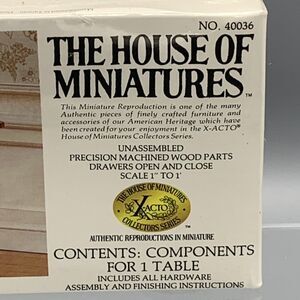 NO. 40036
THE HOUSE OF
MINIATURES™
This Miniature Reproduction is one of the many
Authentic pieces of finely crafted furniture and
accessories of our American Heritage which have
been created for your enjoyment in the X-ACTO®
House of Miniatures Collectors Series.
UNASSEMBLED
PRECISION MACHINED WOOD PARTS
DRAWERS OPEN AND CLOSE
SCALE 1" TO 1'
THE HOUSE OF MINIATURES
X-ACTO
COLLECTORS SERIES™
AUTHENTIC REPRODUCTIONS IN MINIATURE
CONTENTS: COMPONENTS
FOR 1 TABLE
INCLUDES ALL HARDWARE
ASSEMBLY AND FINISHING INSTRUCTIONS